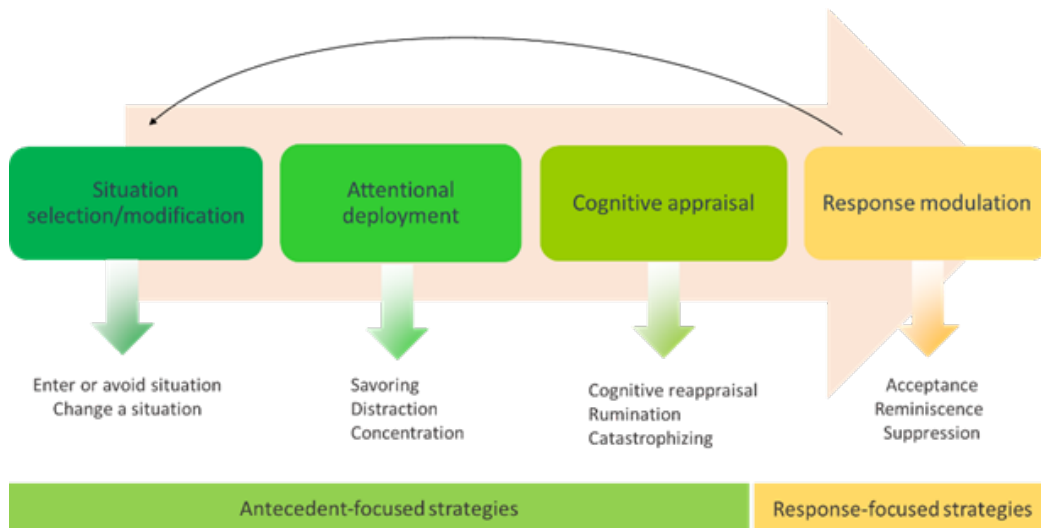 Situation
selection/modification
Attentional
deployment
Cognitive appraisal
Response modulation
Enter or avoid situation
Change a situation
Savoring
Distraction
Concentration
Cognitive reappraisal
Rumination
Catastrophizing
Acceptance
Reminiscence
Suppression
Antecedent-focused strategies
Response-focused strategies